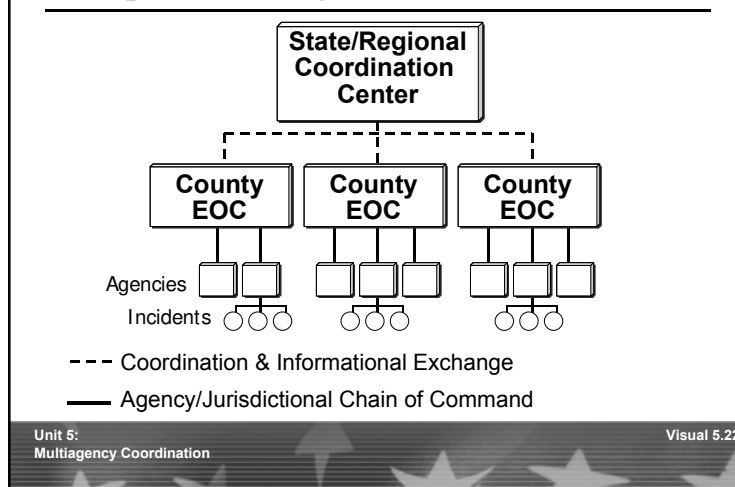 State/Regional
Coordination
Center
County
EOC
County
EOC
County
EOC
Agencies
Incidents
Coordination & Informational Exchange
Agency/Jurisdictional Chain of Command
Unit 5:
Multiagency Coordination
Visual 5.22